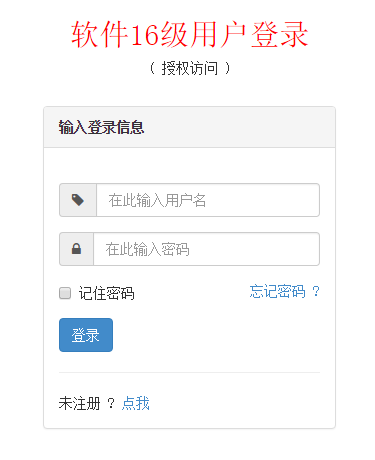 软件16级用户登录
（ 授权访问 ）
输入登录信息
在此输入用户名
在此输入密码
记住密码 忘记密码 ？
登录
未注册 ？ 点我